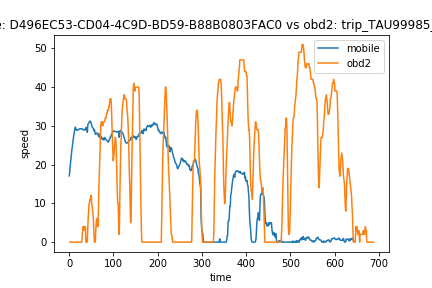 e: D496EC53-CD04-4C9D-BD59-B88B0803FAC0 vs obd2: trip_TAU99985_
mobile
obd2
speed
50
40
30
20
10
0
0 100 200 300 400 500 600 700
time